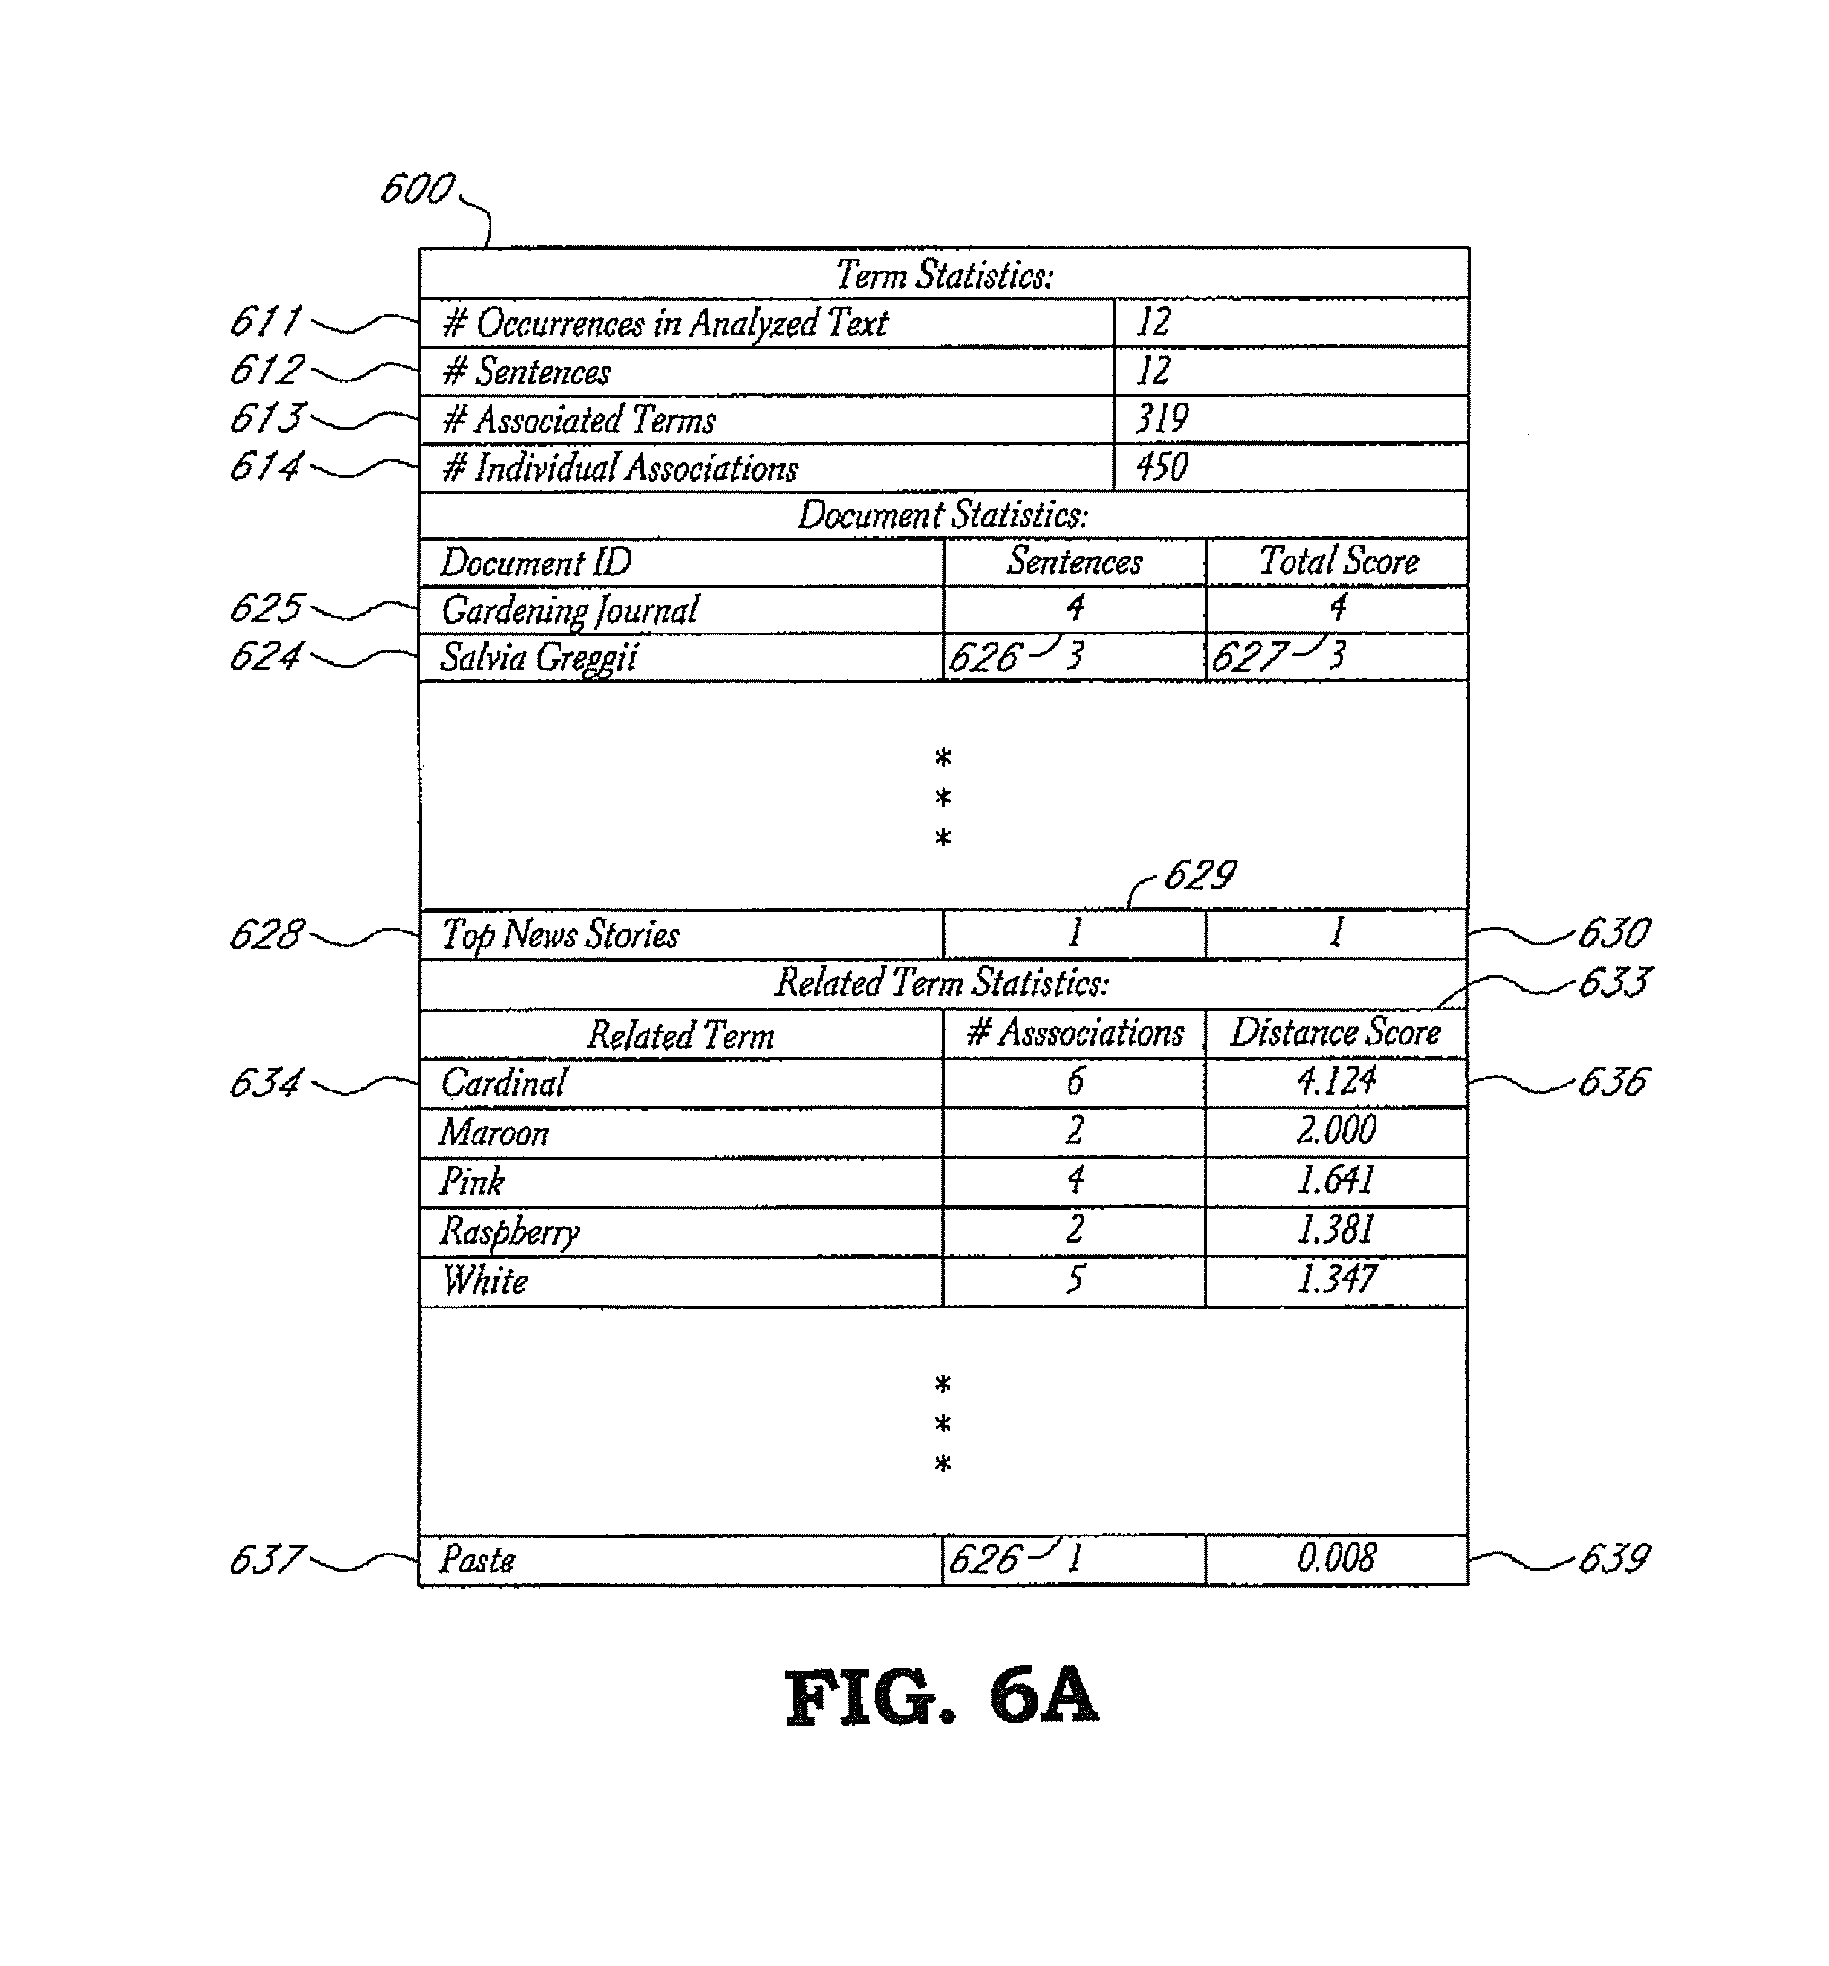 600
Term Statistics:
611 # Occurrences in Analyzed Text 12
612 # Sentences 12
613 # Associated Terms 319
614 # Individual Associations 450
Document Statistics:
Document ID Sentences Total Score
625 Gardening Journal 4 4
624 Salvia Greggii 626 3 627 3
*
*
*
629
628 Top News Stories 1 1 630
Related Term Statistics: 633
Related Term # Asssociations Distance Score
634 Cardinal 6 4.124 636
Maroon 2 2.000
Pink 4 1.641
Raspberry 2 1.381
White 5 1.347
*
*
*
637 Paste 626 1 0.008 639
FIG. 6A